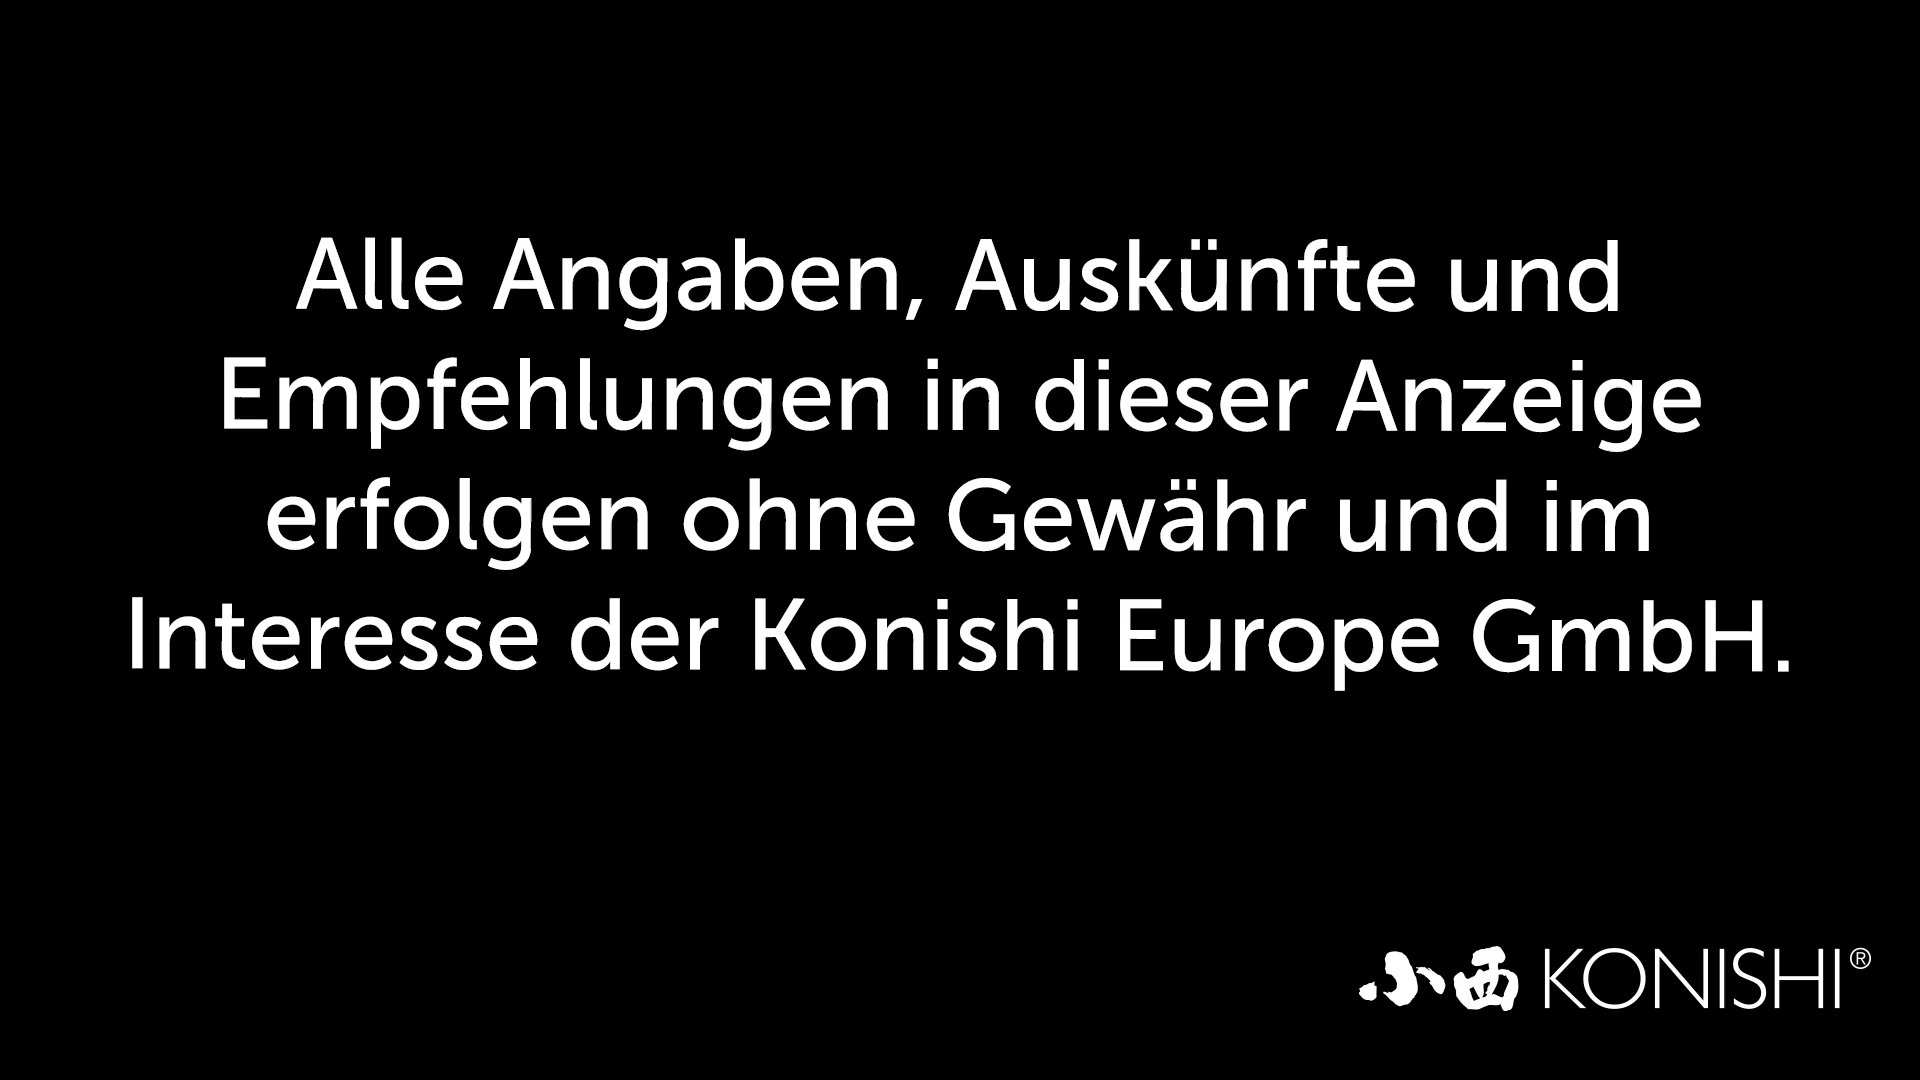 Alle Angaben, Auskünfte und
Empfehlungen in dieser Anzeige
erfolgen ohne Gewähr und im
Interesse der Konishi Europe GmbH.
小西 KONISHI®